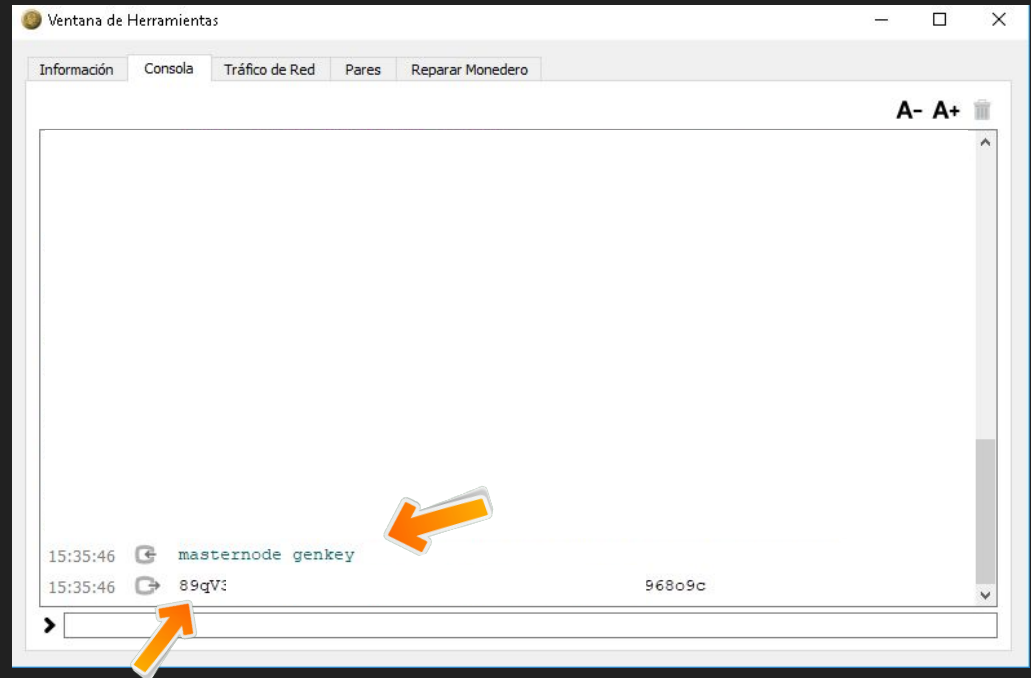 Ventana de Herramientas
Información Consola Tráfico de Red Pares Reparar Monedero
A- A+
15:35:46 masternode genkey
15:35:46 89qV3 968o9c